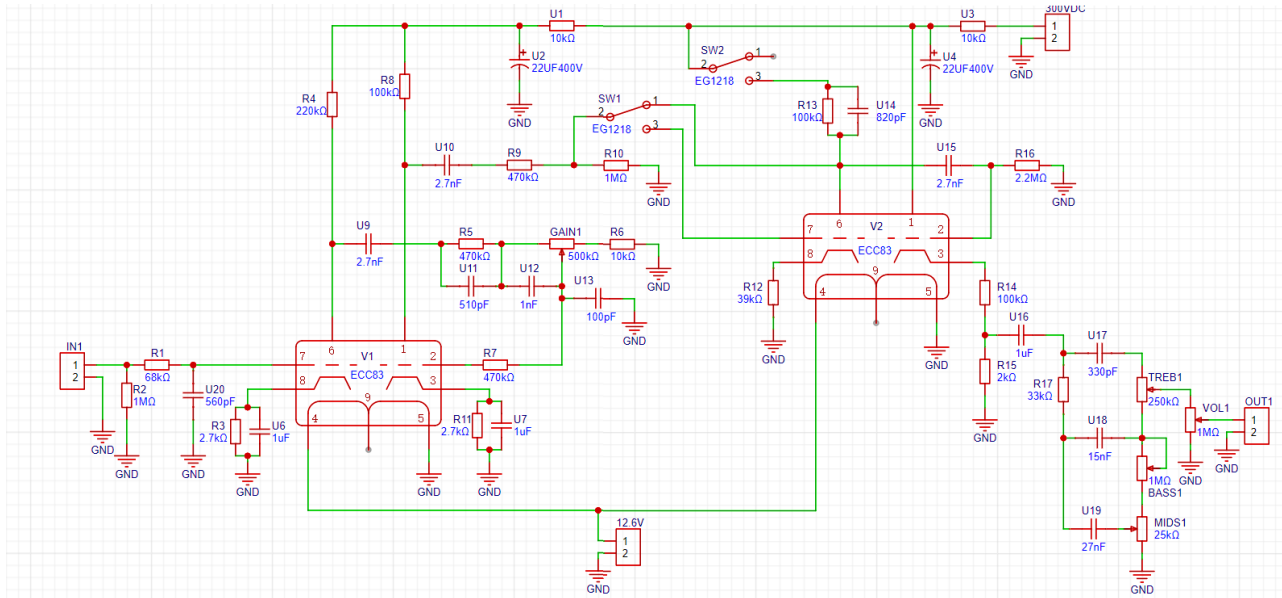 300VDC
1
2
GND
U1
10kΩ
U3
10kΩ
U2
22UF400V
GND
U4
22UF400V
GND
SW2
2
1
3
EG1218
R8
100kΩ
R4
220kΩ
SW1
2
1
3
EG1218
R13
100kΩ
U14
820pF
U10
2.7nF
R9
470kΩ
R10
1MΩ
GND
U15
2.7nF
R16
2.2MΩ
GND
U9
2.7nF
R5
470kΩ
GAIN1
500kΩ
R6
10kΩ
GND
U11
510pF
U12
1nF
U13
100pF
GND
7
6
V2
1
2
ECC83
8
3
9
4
5
R12
39kΩ
GND
GND
R14
100kΩ
U16
1uF
R15
2kΩ
GND
U17
330pF
R17
33kΩ
TREB1
250kΩ
VOL1
1MΩ
GND
OUT1
1
2
GND
U18
15nF
1MΩ
BASS1
U19
27nF
MIDS1
25kΩ
GND
IN1
1
2
GND
R1
68kΩ
R2
1MΩ
GND
U20
560pF
GND
7
6
V1
1
2
ECC83
8
3
9
4
5
R7
470kΩ
R3
2.7kΩ
U6
1uF
GND
GND
R11
2.7kΩ
U7
1uF
GND
12.6V
1
2
GND